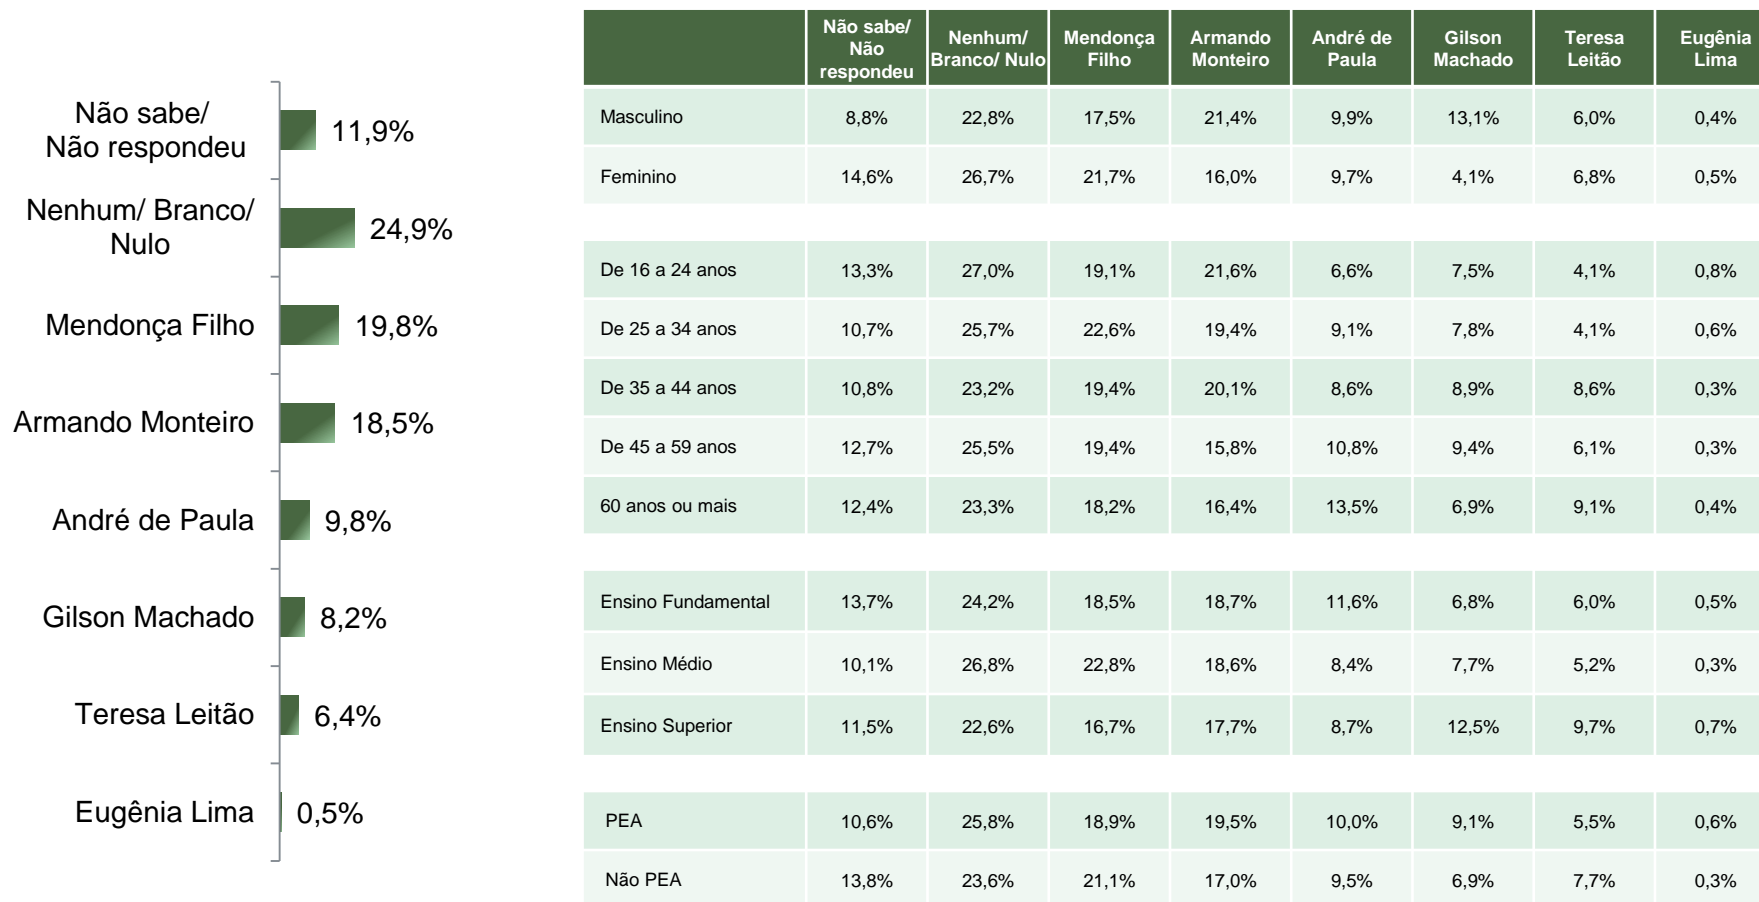 Não sabe/
Não respondeu
11,9%
Nenhum/ Branco/
Nulo
24,9%
Mendonça Filho
19,8%
Armando Monteiro
18,5%
André de Paula
9,8%
Gilson Machado
8,2%
Teresa Leitão
6,4%
Eugênia Lima
0,5%
Não sabe/ Não respondeu Nenhum/ Branco/ Nulo Mendonça Filho Armando Monteiro André de Paula Gilson Machado Teresa Leitão Eugênia Lima
Masculino 8,8% 22,8% 17,5% 21,4% 9,9% 13,1% 6,0% 0,4%
Feminino 14,6% 26,7% 21,7% 16,0% 9,7% 4,1% 6,8% 0,5%
De 16 a 24 anos 13,3% 27,0% 19,1% 21,6% 6,6% 7,5% 4,1% 0,8%
De 25 a 34 anos 10,7% 25,7% 22,6% 19,4% 9,1% 7,8% 4,1% 0,6%
De 35 a 44 anos 10,8% 23,2% 19,4% 20,1% 8,6% 8,9% 8,6% 0,3%
De 45 a 59 anos 12,7% 25,5% 19,4% 15,8% 10,8% 9,4% 6,1% 0,3%
60 anos ou mais 12,4% 23,3% 18,2% 16,4% 13,5% 6,9% 9,1% 0,4%
Ensino Fundamental 13,7% 24,2% 18,5% 18,7% 11,6% 6,8% 6,0% 0,5%
Ensino Médio 10,1% 26,8% 22,8% 18,6% 8,4% 7,7% 5,2% 0,3%
Ensino Superior 11,5% 22,6% 16,7% 17,7% 8,7% 12,5% 9,7% 0,7%
PEA 10,6% 25,8% 18,9% 19,5% 10,0% 9,1% 5,5% 0,6%
Não PEA 13,8% 23,6% 21,1% 17,0% 9,5% 6,9% 7,7% 0,3%